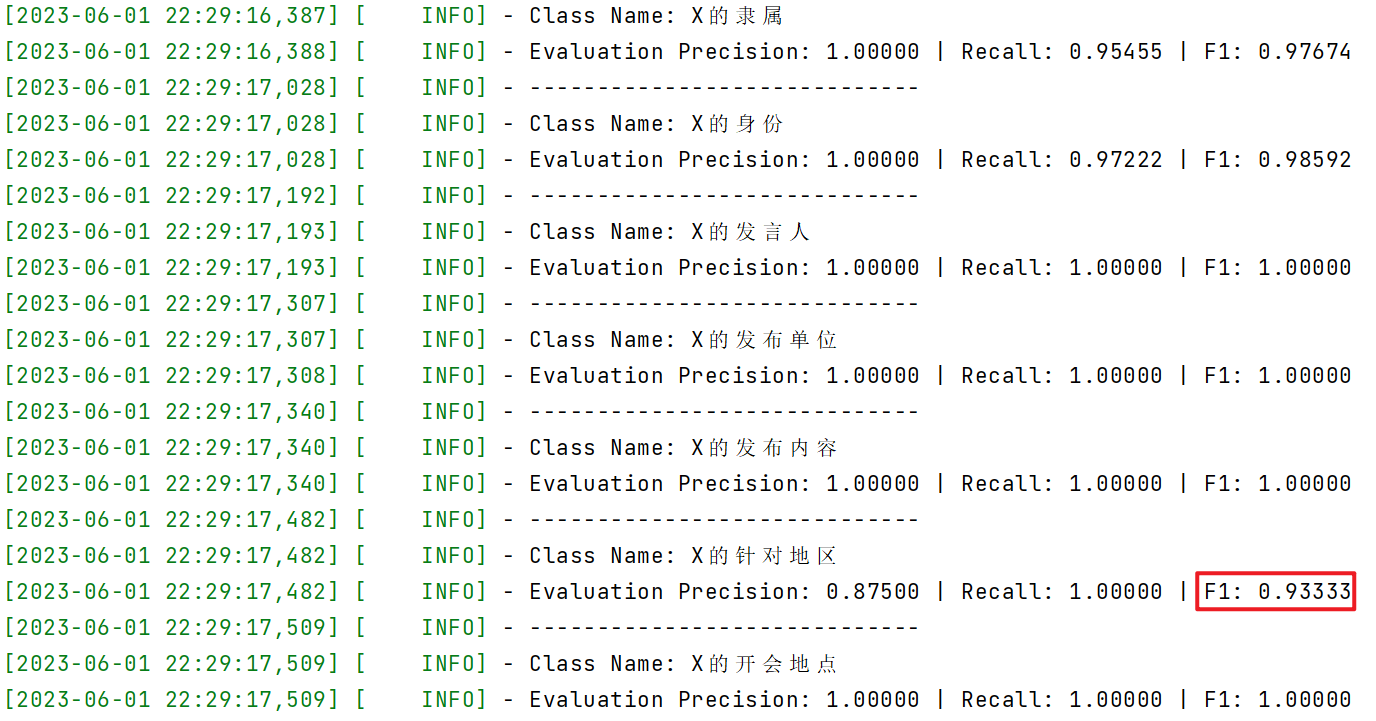 [2023-06-01 22:29:16,387] [    INFO] - Class Name: X的隶属
[2023-06-01 22:29:16,388] [    INFO] - Evaluation Precision: 1.00000 | Recall: 0.95455 | F1: 0.97674
[2023-06-01 22:29:17,028] [    INFO] - -----------------------------
[2023-06-01 22:29:17,028] [    INFO] - Class Name: X的身份
[2023-06-01 22:29:17,028] [    INFO] - Evaluation Precision: 1.00000 | Recall: 0.97222 | F1: 0.98592
[2023-06-01 22:29:17,192] [    INFO] - -----------------------------
[2023-06-01 22:29:17,193] [    INFO] - Class Name: X的发言人
[2023-06-01 22:29:17,193] [    INFO] - Evaluation Precision: 1.00000 | Recall: 1.00000 | F1: 1.00000
[2023-06-01 22:29:17,307] [    INFO] - -----------------------------
[2023-06-01 22:29:17,307] [    INFO] - Class Name: X的发布单位
[2023-06-01 22:29:17,308] [    INFO] - Evaluation Precision: 1.00000 | Recall: 1.00000 | F1: 1.00000
[2023-06-01 22:29:17,340] [    INFO] - -----------------------------
[2023-06-01 22:29:17,340] [    INFO] - Class Name: X的发布内容
[2023-06-01 22:29:17,340] [    INFO] - Evaluation Precision: 1.00000 | Recall: 1.00000 | F1: 1.00000
[2023-06-01 22:29:17,482] [    INFO] - -----------------------------
[2023-06-01 22:29:17,482] [    INFO] - Class Name: X的针对地区
[2023-06-01 22:29:17,482] [    INFO] - Evaluation Precision: 0.87500 | Recall: 1.00000 | F1: 0.93333
[2023-06-01 22:29:17,509] [    INFO] - -----------------------------
[2023-06-01 22:29:17,509] [    INFO] - Class Name: X的开会地点
[2023-06-01 22:29:17,509] [    INFO] - Evaluation Precision: 1.00000 | Recall: 1.00000 | F1: 1.00000